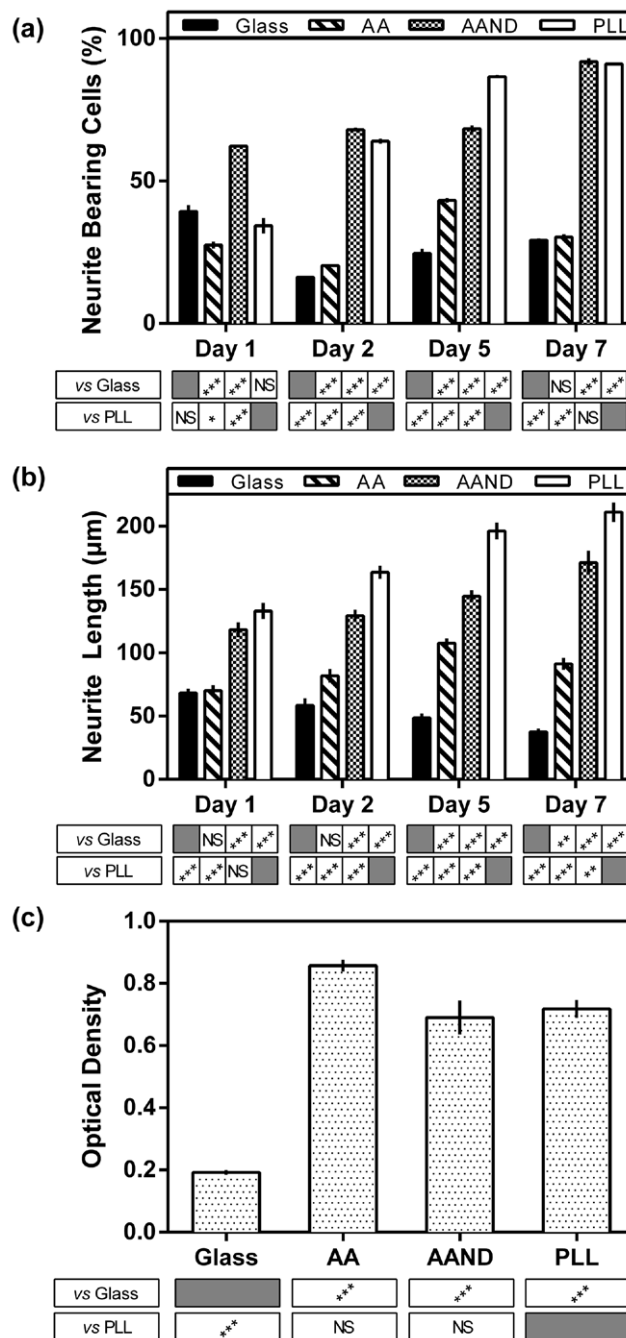 (a)
Glass AA AAND PLL
Neurite Bearing Cells (%)
100
50
0
Day 1 Day 2 Day 5 Day 7
vs Glass *** *** NS *** *** *** *** *** *** NS *** ***
vs PLL NS * *** *** *** *** *** *** *** *** *** NS
(b)
Glass AA AAND PLL
Neurite Length (µm)
200
150
100
50
0
Day 1 Day 2 Day 5 Day 7
vs Glass NS *** *** NS *** *** *** *** *** ** *** ***
vs PLL *** *** NS *** *** *** *** *** *** *** *** **
(c)
Optical Density
1.0
0.8
0.6
0.4
0.2
0.0
Glass AA AAND PLL
vs Glass *** *** ***
vs PLL *** NS NS